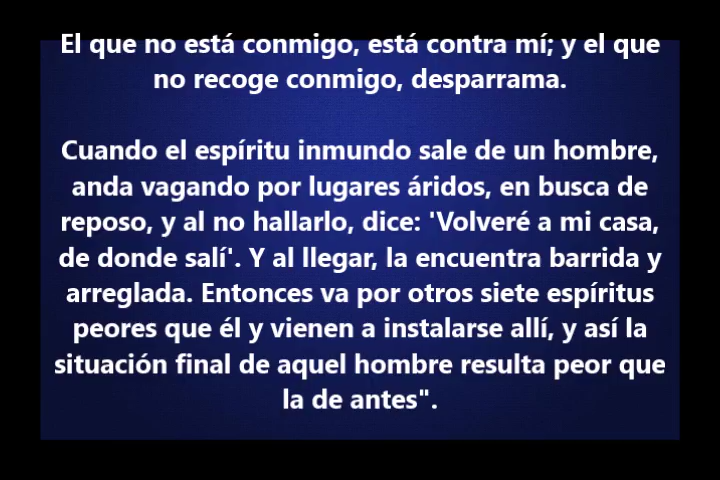 El que no está conmigo, está contra mí; y el que
no recoge conmigo, desparrama.
Cuando el espíritu inmundo sale de un hombre,
anda vagando por lugares áridos, en busca de
reposo, y al no hallarlo, dice: 'Volveré a mi casa,
de donde salí'. Y al llegar, la encuentra barrida y
arreglada. Entonces va por otros siete espíritus
peores que él y vienen a instalarse allí, y así la
situación final de aquel hombre resulta peor que
la de antes".